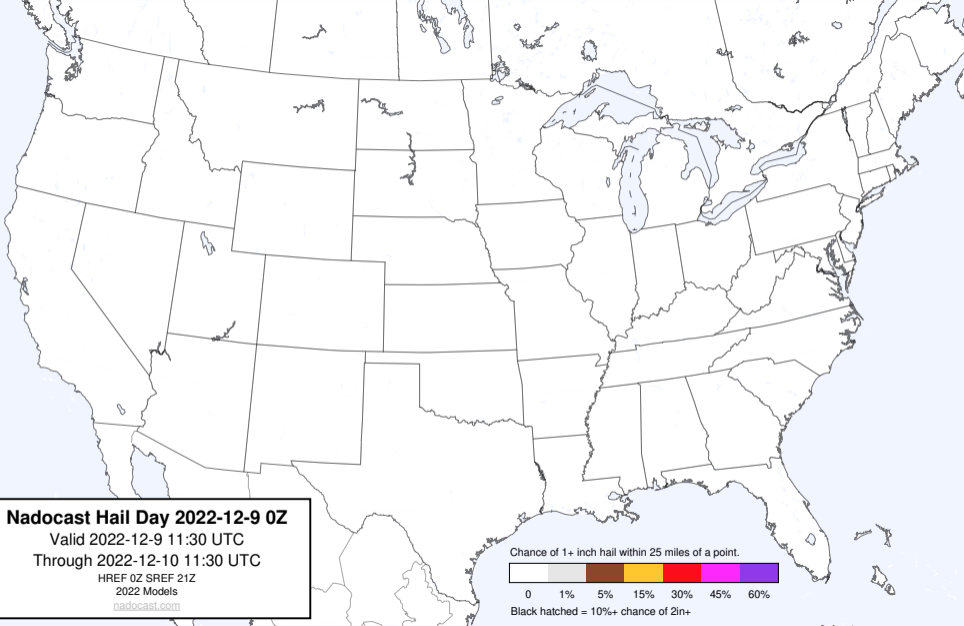 Nadocast Hail Day 2022-12-9 0Z
Valid 2022-12-9 11:30 UTC
Through 2022-12-10 11:30 UTC
HREF 0Z SREF 21Z
2022 Models
nadocast.com
Chance of 1+ inch hail within 25 miles of a point.
0 1% 5% 15% 30% 45% 60%
Black hatched = 10%+ chance of 2in+